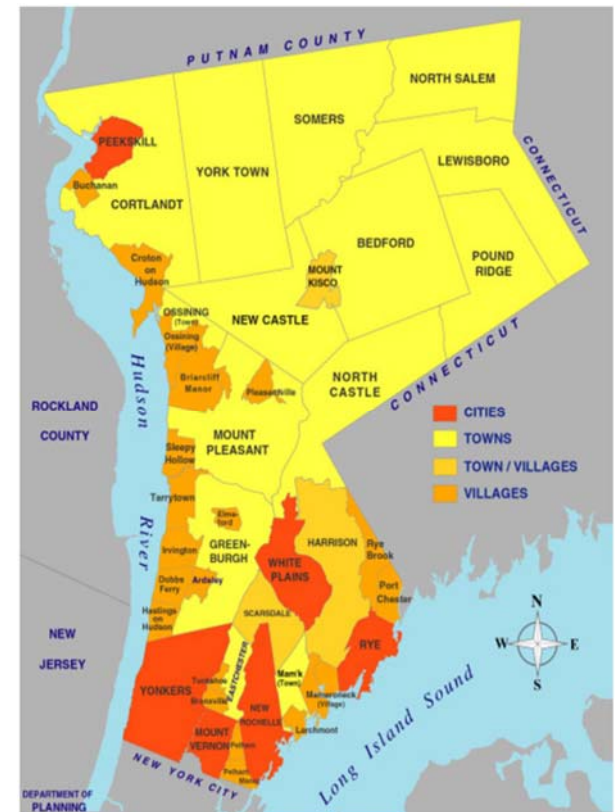 PUTNAM COUNTY
NORTH SALEM
SOMERS
PEEKSKILL
LEWISBORO
CONNECTICUT
YORK TOWN
Buchanan
CORTLANDT
BEDFORD
POUND
RIDGE
Croton
on
Hudson
MOUNT
KISCO
OSSINING
(Town)
NEW CASTLE
Ossining
(Village)
Hudson
River
Briarcliff
Manor
Pleasantville
NORTH
CASTLE
CONNECTICUT
ROCKLAND
COUNTY
CITIES
TOWNS
TOWN / VILLAGES
VILLAGES
MOUNT
PLEASANT
Sleepy
Hollow
Tarrytown
Elms-
ford
GREEN-
BURGH
HARRISON
Rye
Brook
Irvington
WHITE
PLAINS
Dobbs
Ferry
Ardsley
Port
Chester
Hastings
on
Hudson
SCARSDALE
N
W
E
S
NEW
JERSEY
RYE
EASTCHESTER
Mam'k
(Town)
YONKERS
Tuckahoe
Bronxville
Mamaroneck
(Village)
NEW
ROCHELLE
Larchmont
MOUNT
VERNON
Pelham
Pelham
Long Island Sound
NEW YORK CITY
DEPARTMENT OF
PLANNING